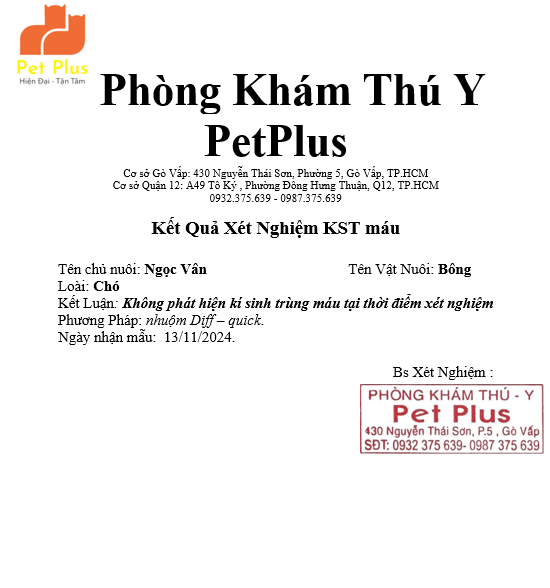 Pet Plus
Hiện Đại - Tận Tâm
Phòng Khám Thú Y
PetPlus
Cơ sở Gò Vấp: 430 Nguyễn Thái Sơn, Phường 5, Gò Vấp, TP.HCM
Cơ sở Quận 12: A49 Tô Ký , Phường Đông Hưng Thuận, Q12, TP.HCM
0932.375.639 - 0987.375.639
Kết Quả Xét Nghiệm KST máu
Tên chủ nuôi: Ngọc Vân Tên Vật Nuôi: Bông
Loài: Chó
Kết Luận: Không phát hiện kí sinh trùng máu tại thời điểm xét nghiệm
Phương Pháp: nhuộm Diff – quick.
Ngày nhận mẫu: 13/11/2024.
Bs Xét Nghiệm :
PHÒNG KHÁM THÚ - Y
Pet Plus
430 Nguyễn Thái Sơn, P.5 , Gò Vấp
SĐT: 0932 375 639- 0987 375 639